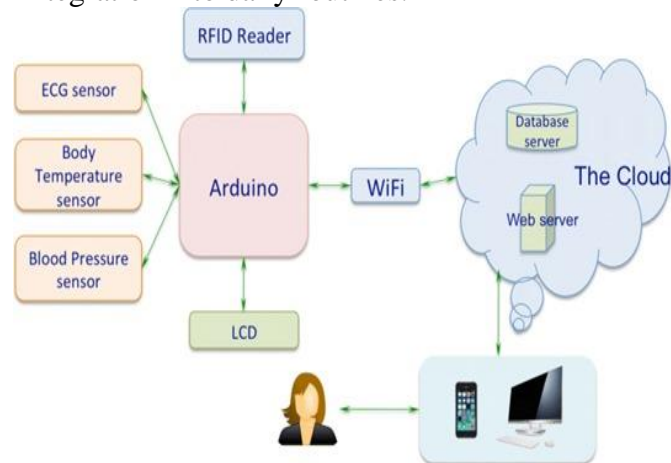 RFID Reader
ECG sensor
Body
Temperature
sensor
Blood Pressure
sensor
Arduino
WiFi
LCD
Database
server
The Cloud
Web server